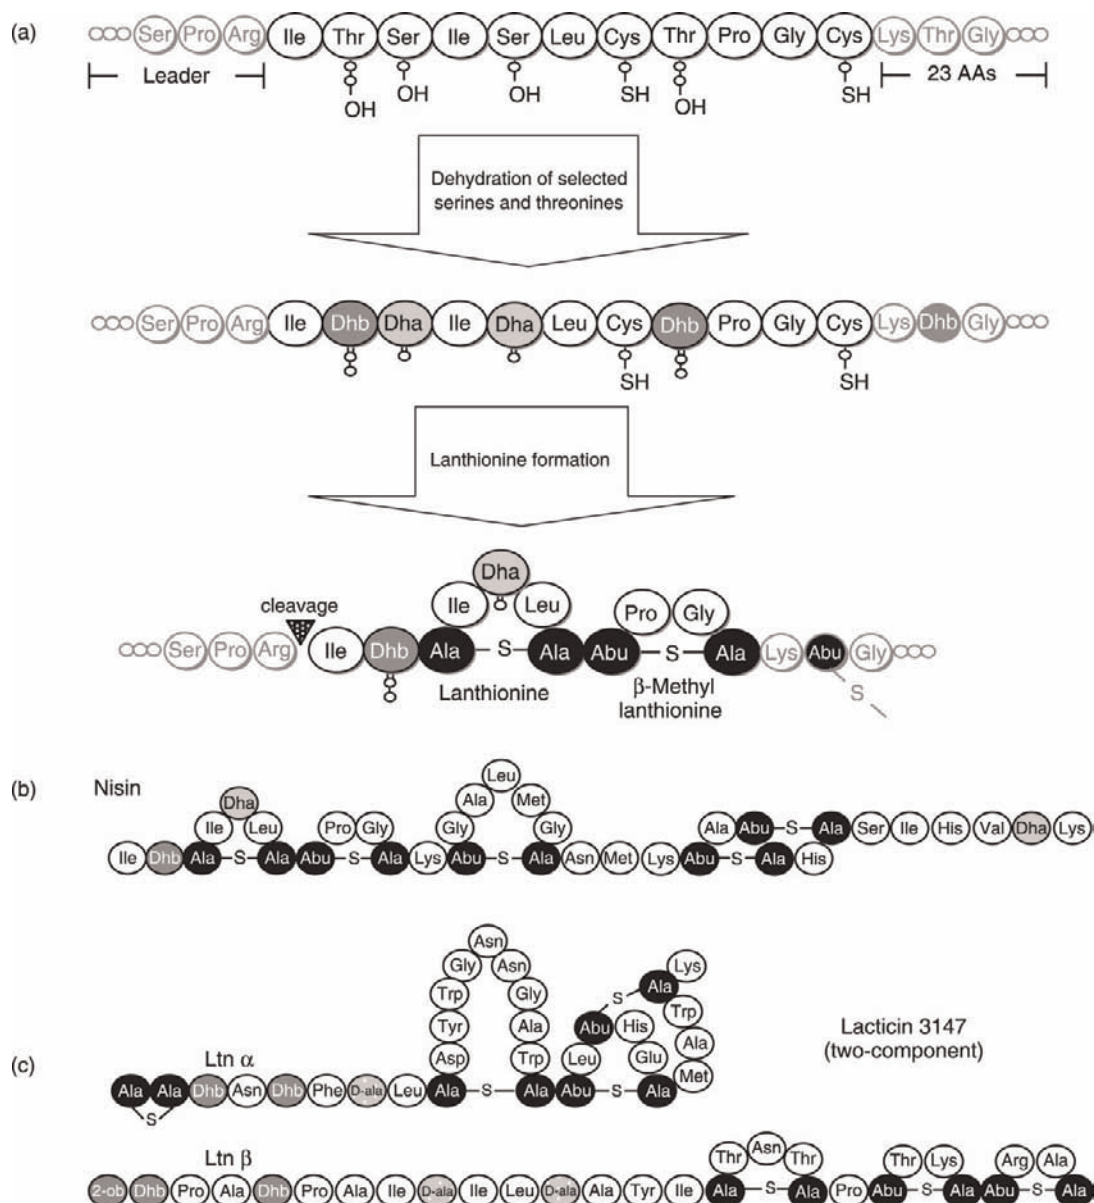 (a)
Ser Pro Arg Ile Thr Ser Ile Ser Leu Cys Thr Pro Gly Cys Lys Thr Gly
Leader
23 AAs
OH OH OH SH OH SH
Dehydration of selected
serines and threonines
Ser Pro Arg Ile Dhb Dha Ile Dha Leu Cys Dhb Pro Gly Cys Lys Dhb Gly
SH SH
Lanthionine formation
Dha
cleavage
Ile Leu Pro Gly
Ser Pro Arg Ile Dhb Ala S Ala Abu S Ala Lys Abu Gly
Lanthionine
β-Methyl
lanthionine
S
(b)
Nisin
Leu
Dha Ala Met
Ile Leu Pro Gly Gly Gly Ala Abu S Ala Ser Ile His Val Dha Lys
Ile Dhb Ala S Ala Abu S Ala Lys Abu S Ala Asn Met Lys Abu S Ala His
Asn
Gly Asn Lys
Trp Gly Ala
S
Tyr Ala Abu His Trp
Lacticin 3147
(two-component)
Asp Trp Leu Glu Ala
Met
(c)
Ltn α
Ala Ala Dhb Asn Dhb Phe D-ala Leu Ala S Ala Abu S Ala
S
Ltn β
Thr Asn Thr Thr Lys Arg Ala
2-ob Dhb Pro Ala Dhb Pro Ala Ile D-ala Ile Leu D-ala Ala Tyr Ile Ala S Ala Pro Abu S Ala Abu S Ala